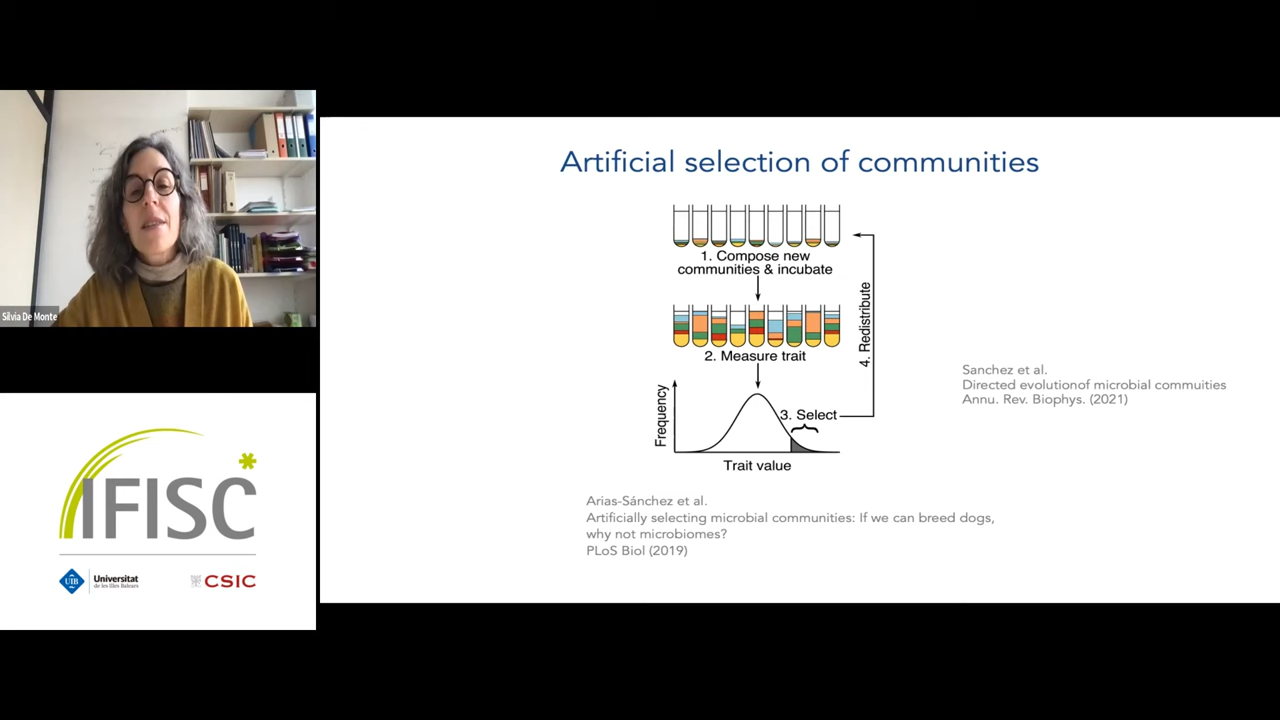 Silvia De Monte
IFISC
UIB
Universitat
de les Illes Balears
CSIC
Artificial selection of communities
1. Compose new
communities & incubate
2. Measure trait
3. Select
4. Redistribute
Frequency
Trait value
Sanchez et al.
Directed evolutionof microbial commuities
Annu. Rev. Biophys. (2021)
Arias-Sánchez et al.
Artificially selecting microbial communities: If we can breed dogs,
why not microbiomes?
PLoS Biol (2019)